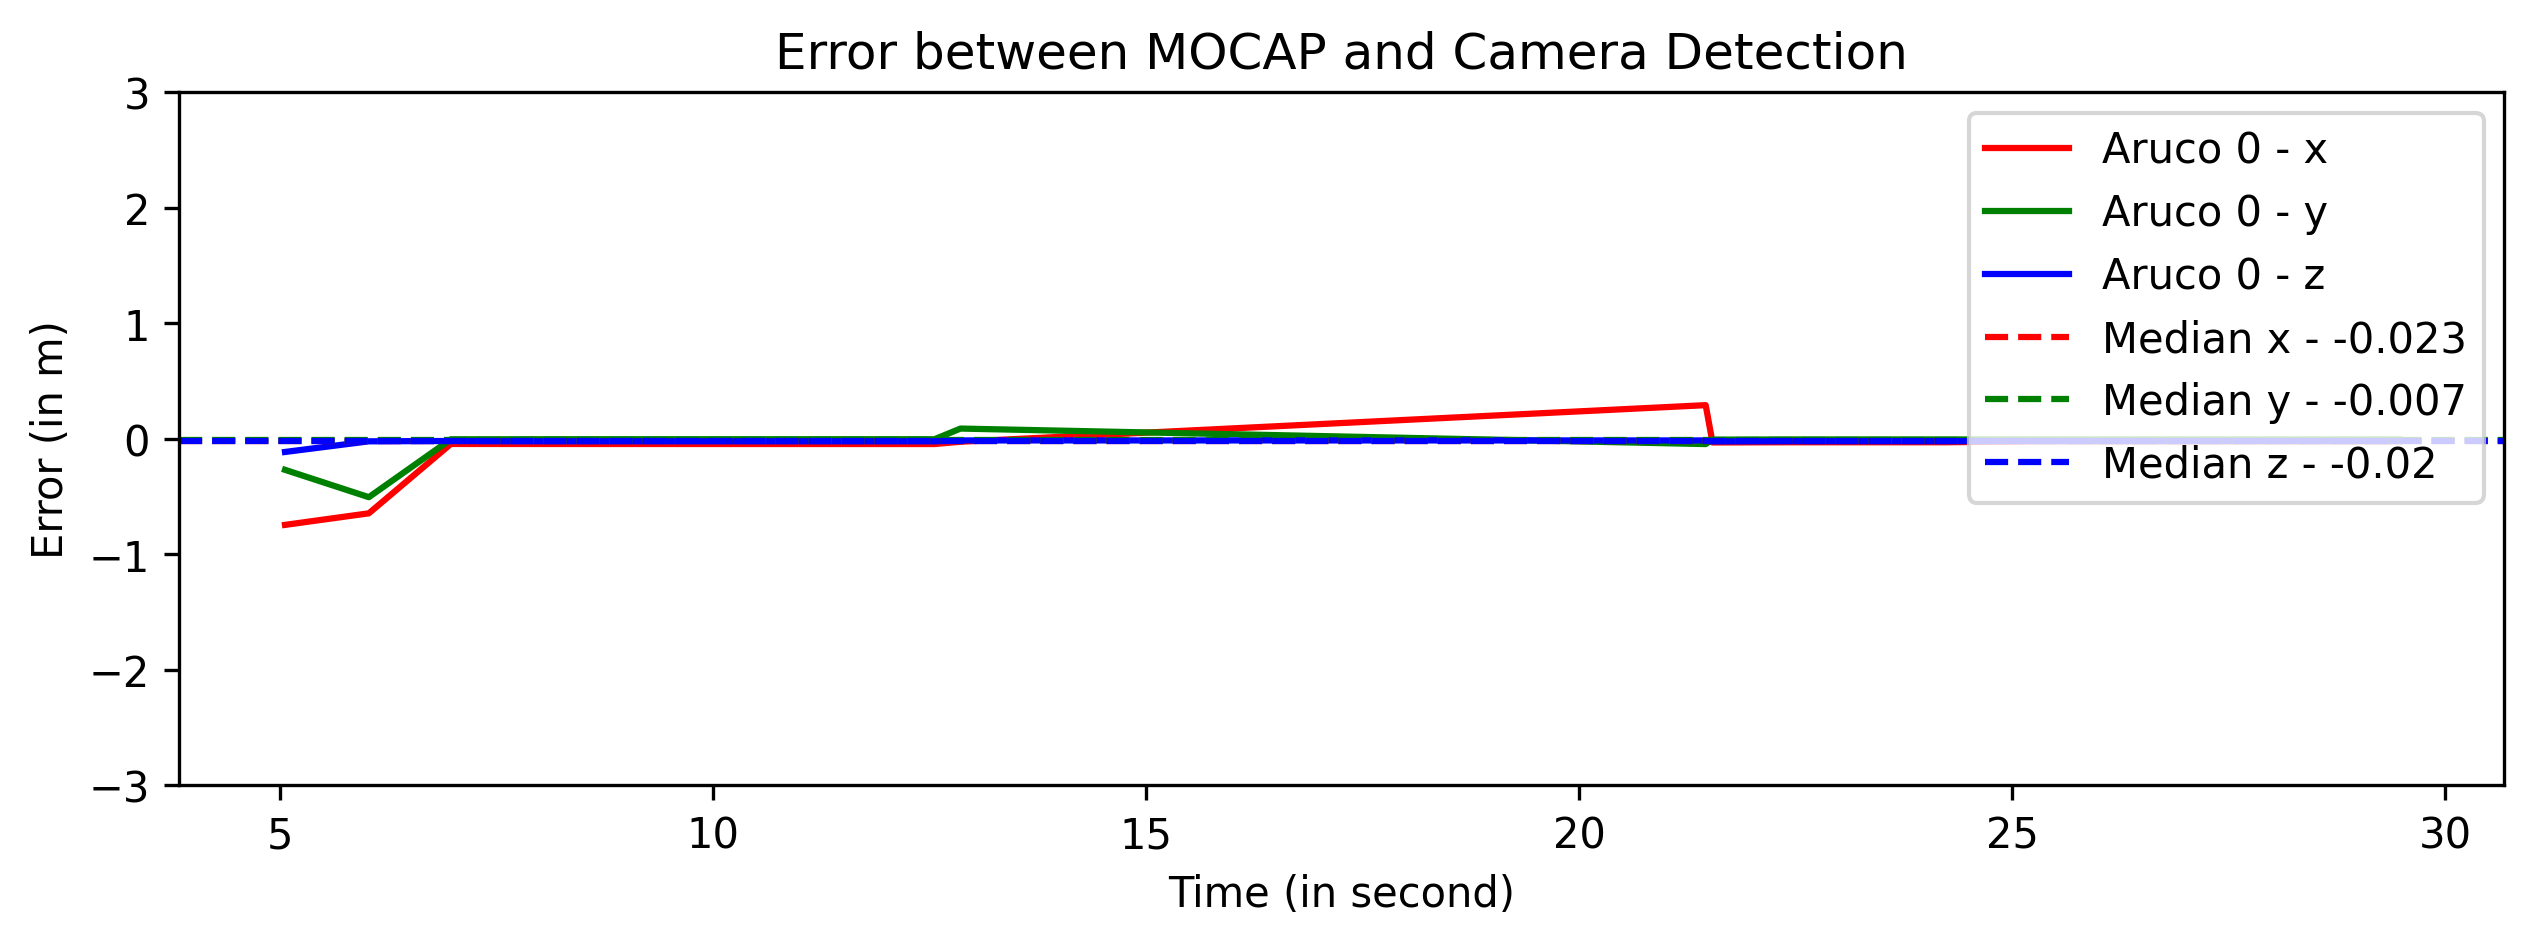 Error between MOCAP and Camera Detection
3
2
1
0
−1
−2
−3
Error (in m)
Aruco 0 - x
Aruco 0 - y
Aruco 0 - z
Median x - -0.023
Median y - -0.007
Median z - -0.02
5 10 15 20 25 30
Time (in second)